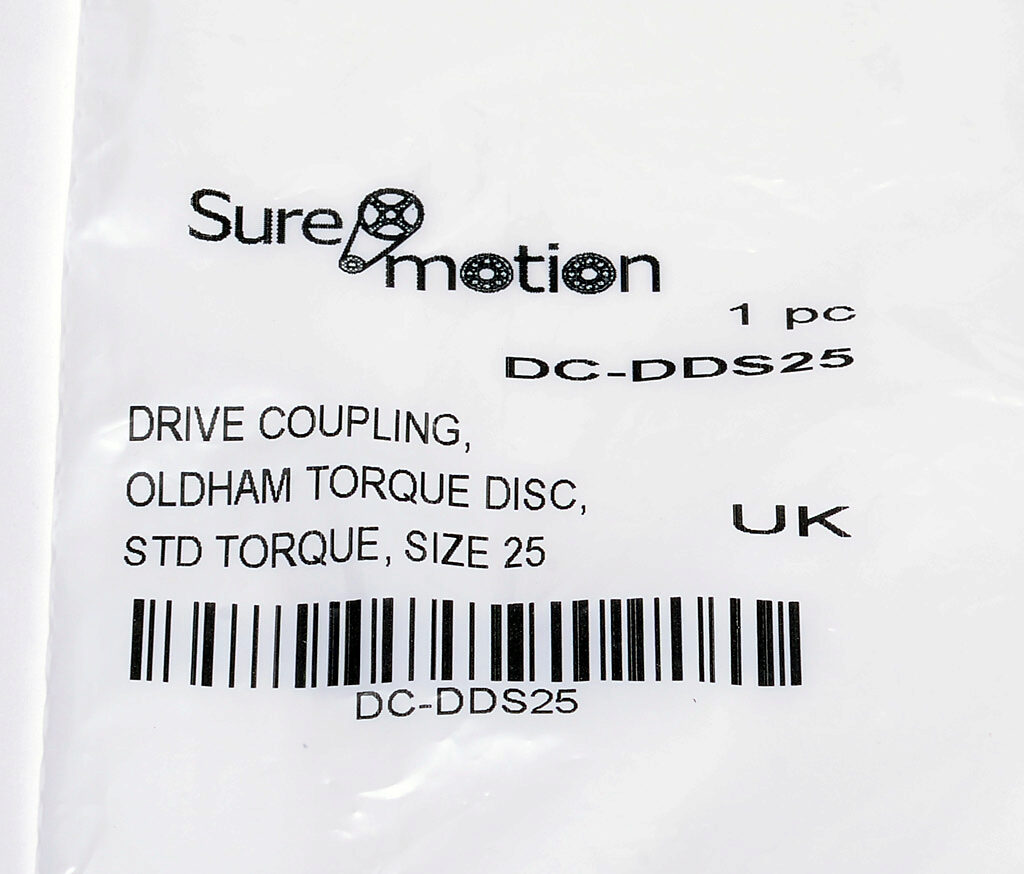 Sure motion
1 pc
DC-DDS25
DRIVE COUPLING,
OLDHAM TORQUE DISC,
STD TORQUE, SIZE 25
UK
DC-DDS25